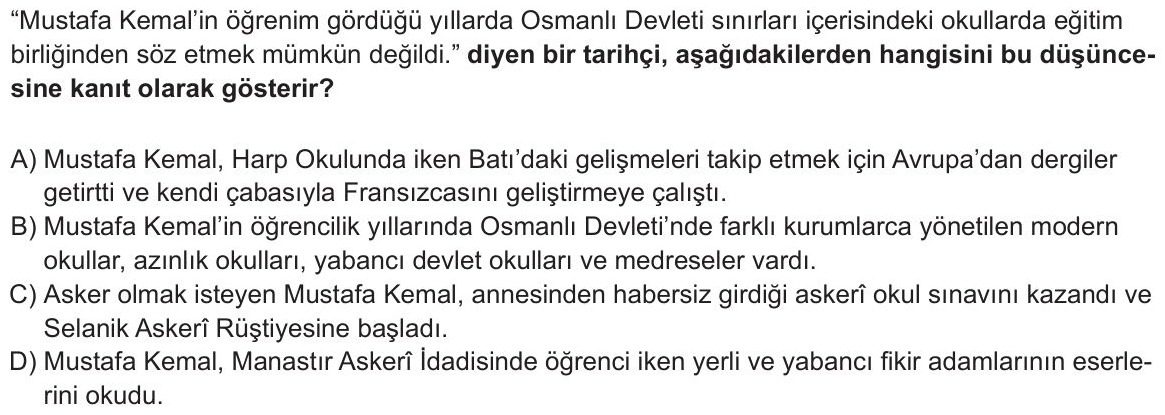 “Mustafa Kemal’in öğrenim gördüğü yıllarda Osmanlı Devleti sınırları içerisindeki okullarda eğitim
birliğinden söz etmek mümkün değildi.” diyen bir tarihçi, aşağıdakilerden hangisini bu düşünce-
sine kanıt olarak gösterir?
A) Mustafa Kemal, Harp Okulunda iken Batı’daki gelişmeleri takip etmek için Avrupa’dan dergiler
getirtti ve kendi çabasıyla Fransızcasını geliştirmeye çalıştı.
B) Mustafa Kemal’in öğrencilik yıllarında Osmanlı Devleti’nde farklı kurumlarca yönetilen modern
okullar, azınlık okulları, yabancı devlet okulları ve medreseler vardı.
C) Asker olmak isteyen Mustafa Kemal, annesinden habersiz girdiği askerî okul sınavını kazandı ve
Selanik Askerî Rüştiyesine başladı.
D) Mustafa Kemal, Manastır Askerî İdadisinde öğrenci iken yerli ve yabancı fikir adamlarının eserle-
rini okudu.